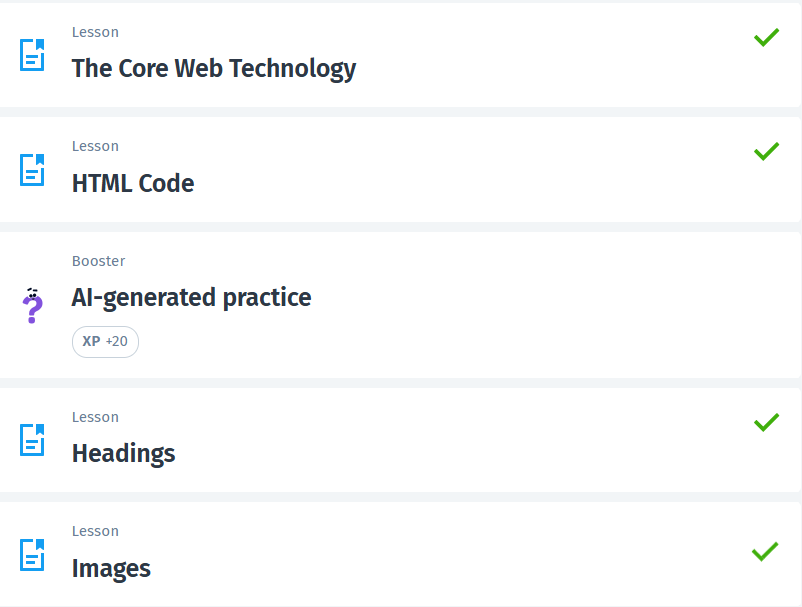 Lesson
The Core Web Technology
Lesson
HTML Code
Booster
AI-generated practice
XP +20
Lesson
Headings
Lesson
Images